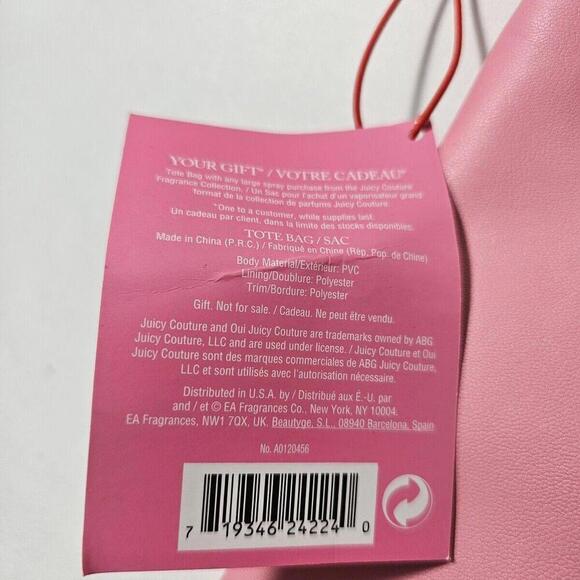 YOUR GIFT* / VOTRE CADEAU*
Tote Bag with any large spray purchase from the Juicy Couture
Fragrance Collection. / Un Sac pour l'achat d'un vaporisateur grand
format de la collection de parfums Juicy Couture.
*One to a customer, while supplies last.
Un cadeau par client, dans la limite des stocks disponibles.
TOTE BAG / SAC
Made in China (P.R.C.) / Fabriqué en Chine (Rép. Pop. de Chine)
Body Material/Extérieur: PVC
Lining/Doublure: Polyester
Trim/Bordure: Polyester
Gift. Not for sale. / Cadeau. Ne peut être vendu.
Juicy Couture and Oui Juicy Couture are trademarks owned by ABG
Juicy Couture, LLC and are used under license. / Juicy Couture et Oui
Juicy Couture sont des marques commerciales de ABG Juicy Couture,
LLC et sont utilisés avec l'autorisation nécessaire.
Distributed in U.S.A. by / Distribué aux É.-U. par
and / et © EA Fragrances Co., New York, NY 10004.
EA Fragrances, NW1 7QX, UK. Beautyge, S.L., 08940 Barcelona, Spain
No. A0120456
7 19346 24224 0